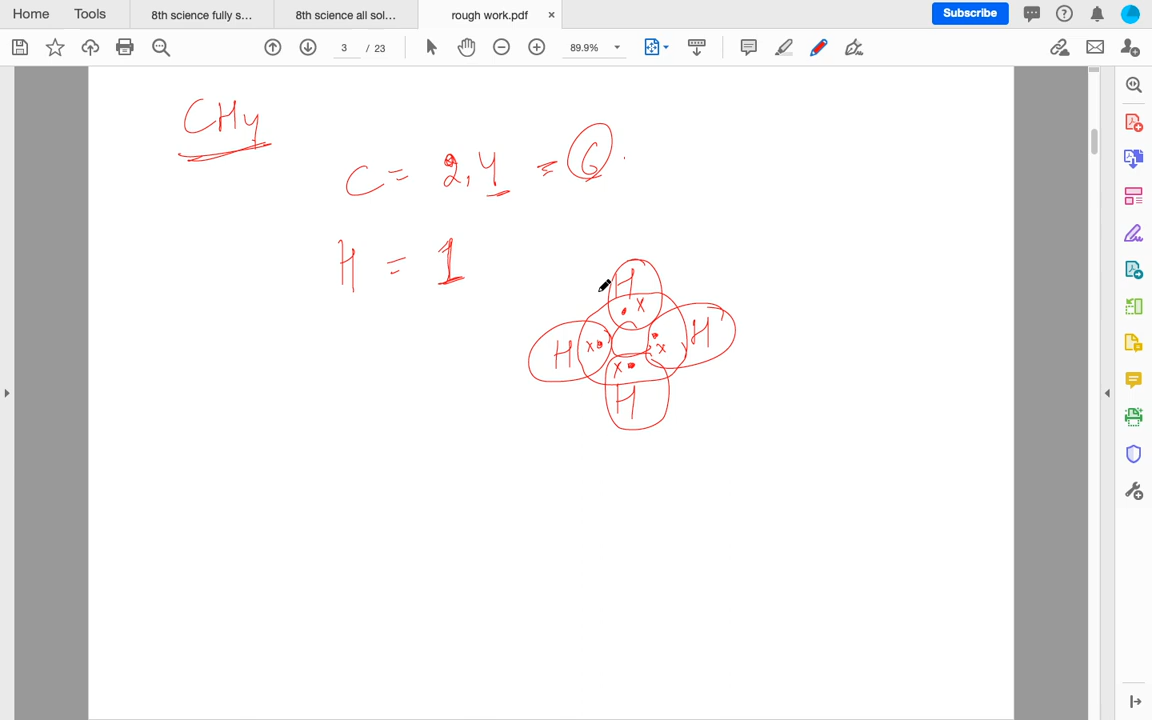 Home Tools 8th science fully s... 8th science all sol... rough work.pdf × Subscribe
3 / 23 89.9%
CH4
C = 2,4 = 6
H = 1
H
x
H x x H
x
H